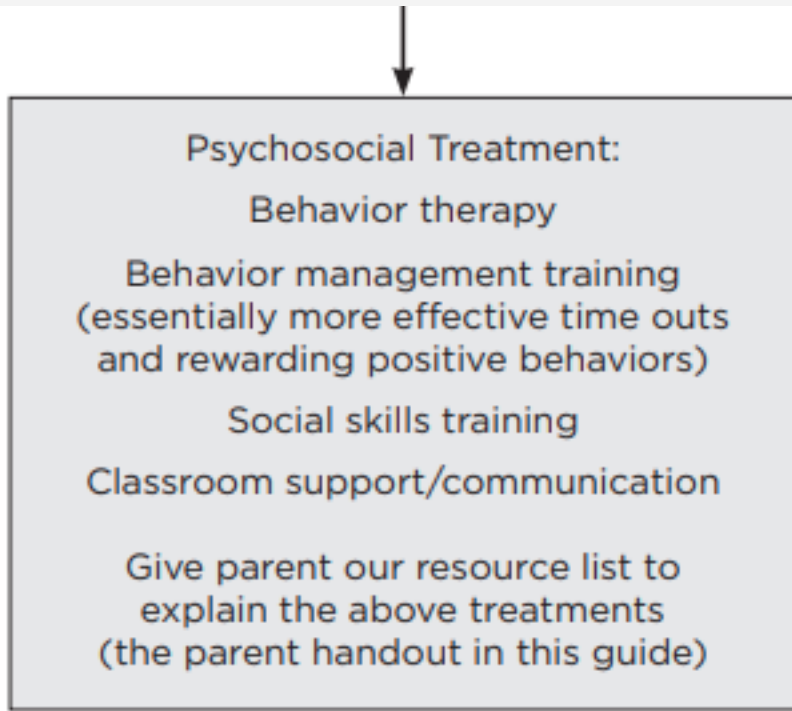 Psychosocial Treatment:
Behavior therapy
Behavior management training
(essentially more effective time outs
and rewarding positive behaviors)
Social skills training
Classroom support/communication
Give parent our resource list to
explain the above treatments
(the parent handout in this guide)